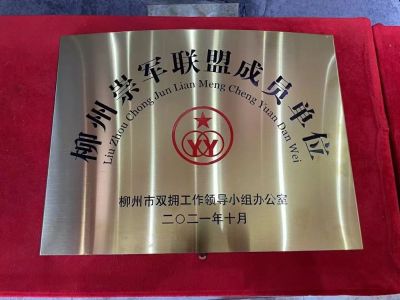 柳州崇军联盟成员单位
Liu Zhou Chong Jun Lian Meng Cheng Yuan Dan Wei
YY
柳州市双拥工作领导小组办公室
二〇二一年十月